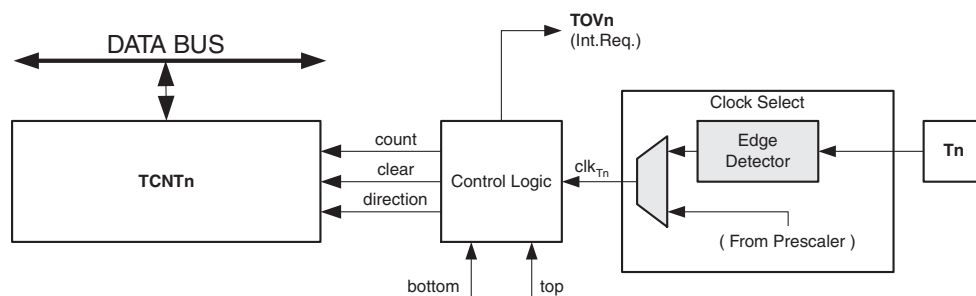 TOVn
(Int.Req.)
DATA BUS
Clock Select
count
Edge
Detector
Tn
TCNTn
clear
Control Logic
clkTn
direction
( From Prescaler )
bottom
top